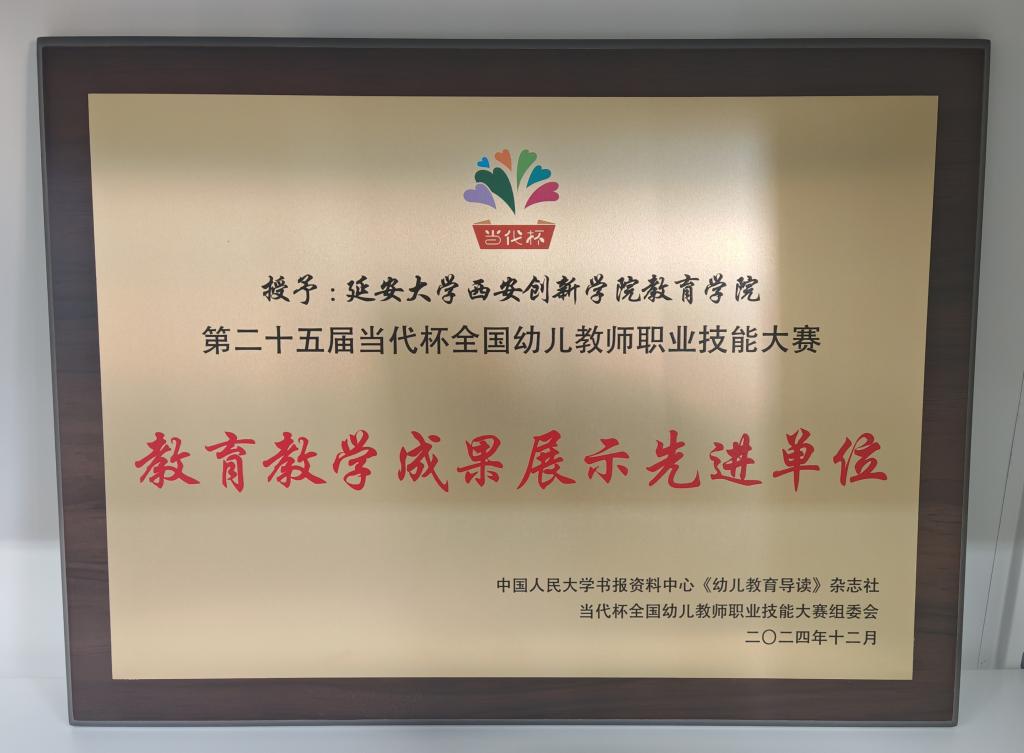 当代杯
授予：延安大学西安创新学院教育学院
第二十五届当代杯全国幼儿教师职业技能大赛
教育教学成果展示先进单位
中国人民大学书报资料中心《幼儿教育导读》杂志社
当代杯全国幼儿教师职业技能大赛组委会
二〇二四年十二月